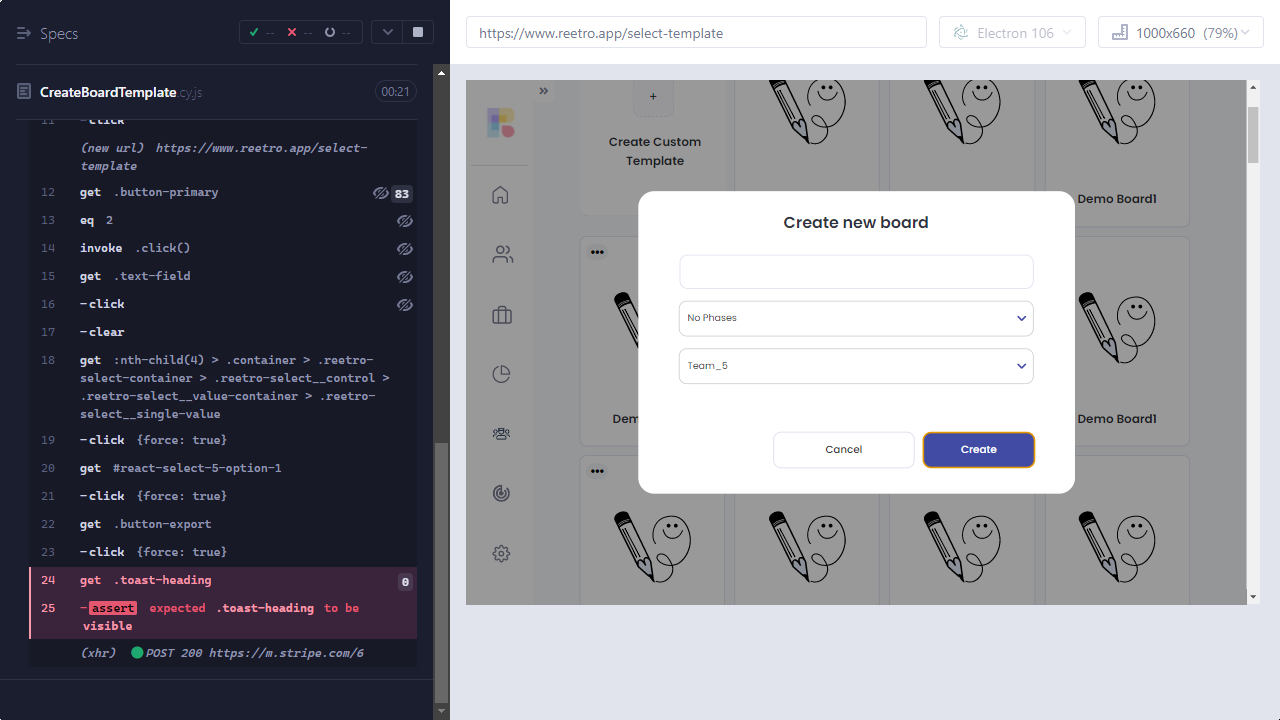 Specs
-- -- --
https://www.reetro.app/select-template
Electron 106
1000x660 (79%)
CreateBoardTemplate.cy.js
00:21
11 -click
(new url) https://www.reetro.app/select-
template
12 get .button-primary 83
13 eq 2
14 invoke .click()
15 get .text-field
16 -click
17 -clear
18 get :nth-child(4) > .container > .reetro-
select-container > .reetro-select__control >
.reetro-select__value-container > .reetro-
select__single-value
19 -click {force: true}
20 get #react-select-5-option-1
21 -click {force: true}
22 get .button-export
23 -click {force: true}
24 get .toast-heading 0
25 -assert expected .toast-heading to be
visible
(xhr) POST 200 https://m.stripe.com/6
+
Create Custom
Template
Demo Board1
Create new board
No Phases
Team_5
Cancel
Create
Dem
Demo Board1